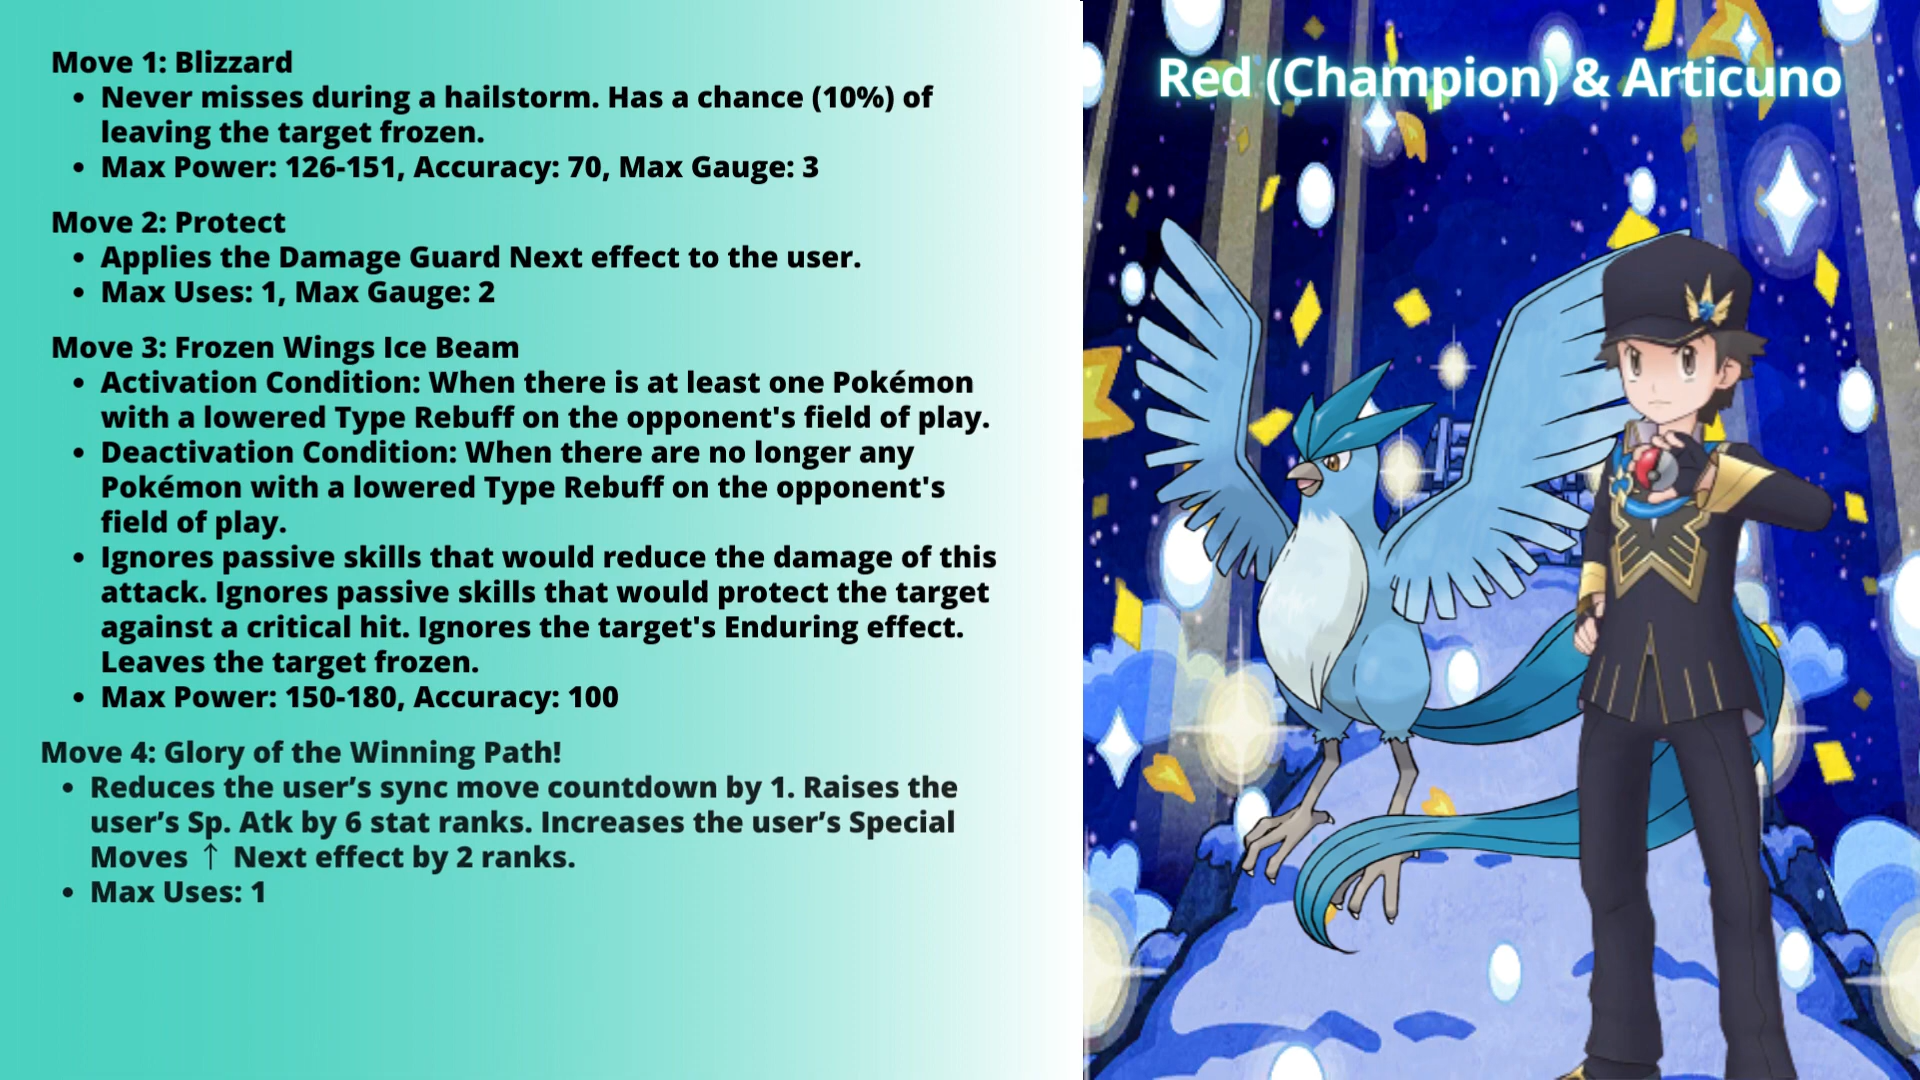 Move 1: Blizzard
• Never misses during a hailstorm. Has a chance (10%) of
leaving the target frozen.
• Max Power: 126-151, Accuracy: 70, Max Gauge: 3
Move 2: Protect
• Applies the Damage Guard Next effect to the user.
• Max Uses: 1, Max Gauge: 2
Move 3: Frozen Wings Ice Beam
• Activation Condition: When there is at least one Pokémon
with a lowered Type Rebuff on the opponent's field of play.
• Deactivation Condition: When there are no longer any
Pokémon with a lowered Type Rebuff on the opponent's
field of play.
• Ignores passive skills that would reduce the damage of this
attack. Ignores passive skills that would protect the target
against a critical hit. Ignores the target's Enduring effect.
Leaves the target frozen.
• Max Power: 150-180, Accuracy: 100
Move 4: Glory of the Winning Path!
• Reduces the user’s sync move countdown by 1. Raises the
user’s Sp. Atk by 6 stat ranks. Increases the user’s Special
Moves ↑ Next effect by 2 ranks.
• Max Uses: 1
Red (Champion) & Articuno